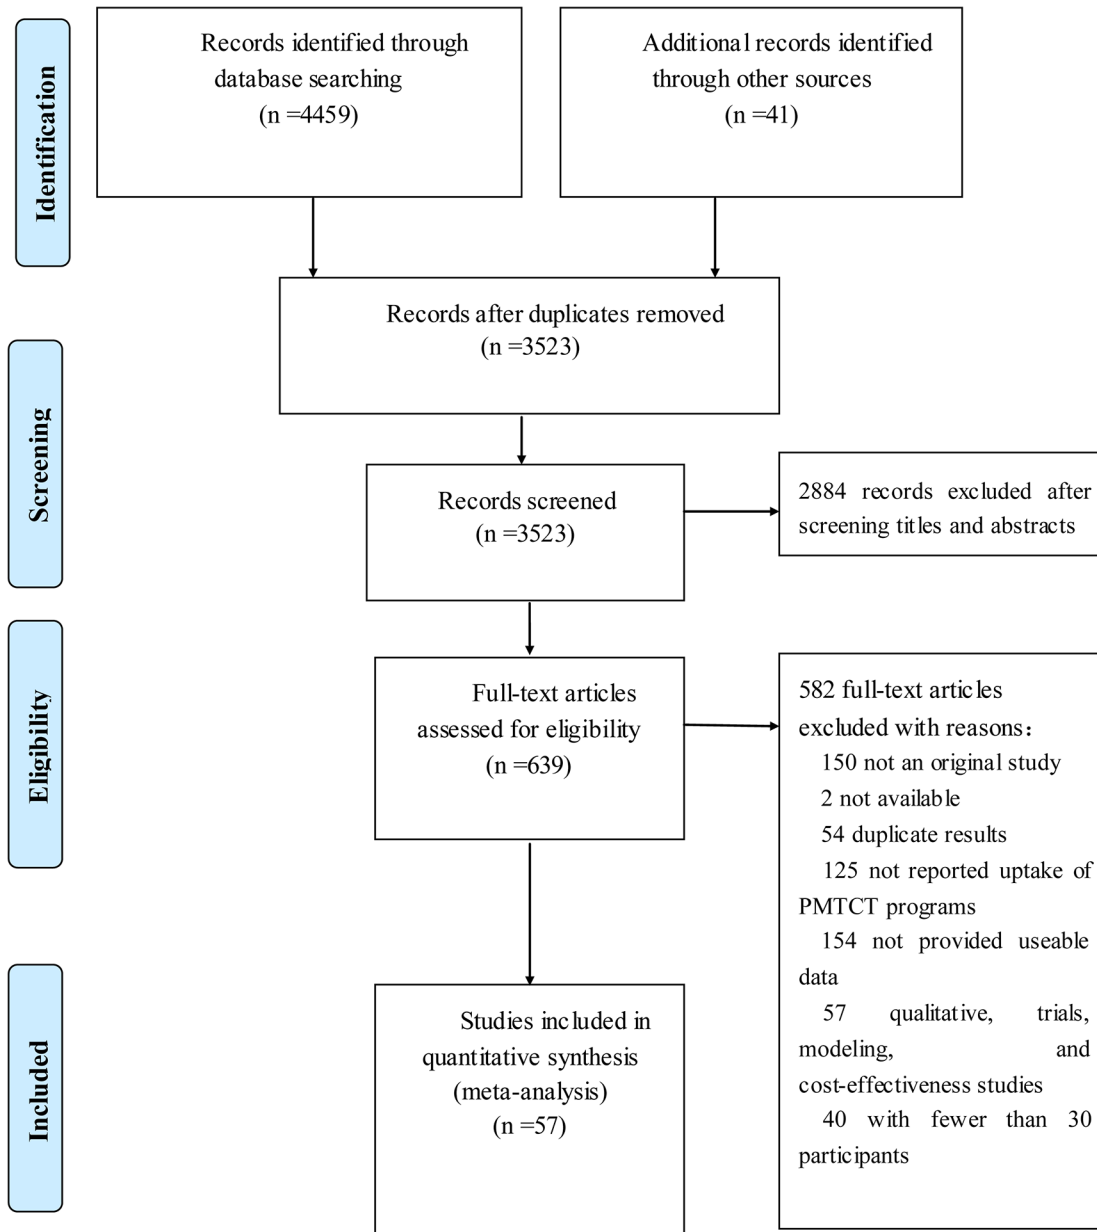 Identification
Records identified through
database searching
(n =4459)
Additional records identified
through other sources
(n =41)
Records after duplicates removed
(n =3523)
Screening
Records screened
(n =3523)
2884 records excluded after
screening titles and abstracts
Eligibility
Full-text articles
assessed for eligibility
(n =639)
582 full-text articles
excluded with reasons：
150 not an original study
2 not available
54 duplicate results
125 not reported uptake of
PMTCT programs
154 not provided useable
data
57 qualitative, trials,
modeling, and
cost-effectiveness studies
40 with fewer than 30
participants
Included
Studies included in
quantitative synthesis
(meta-analysis)
(n =57)